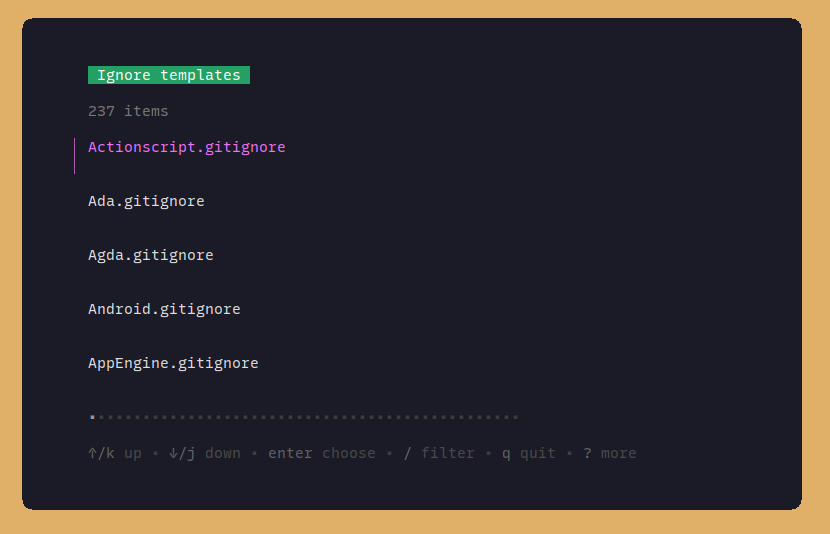 Ignore templates
237 items
Actionscript.gitignore
Ada.gitignore
Agda.gitignore
Android.gitignore
AppEngine.gitignore
↑/k up • ↓/j down • enter choose • / filter • q quit • ? more